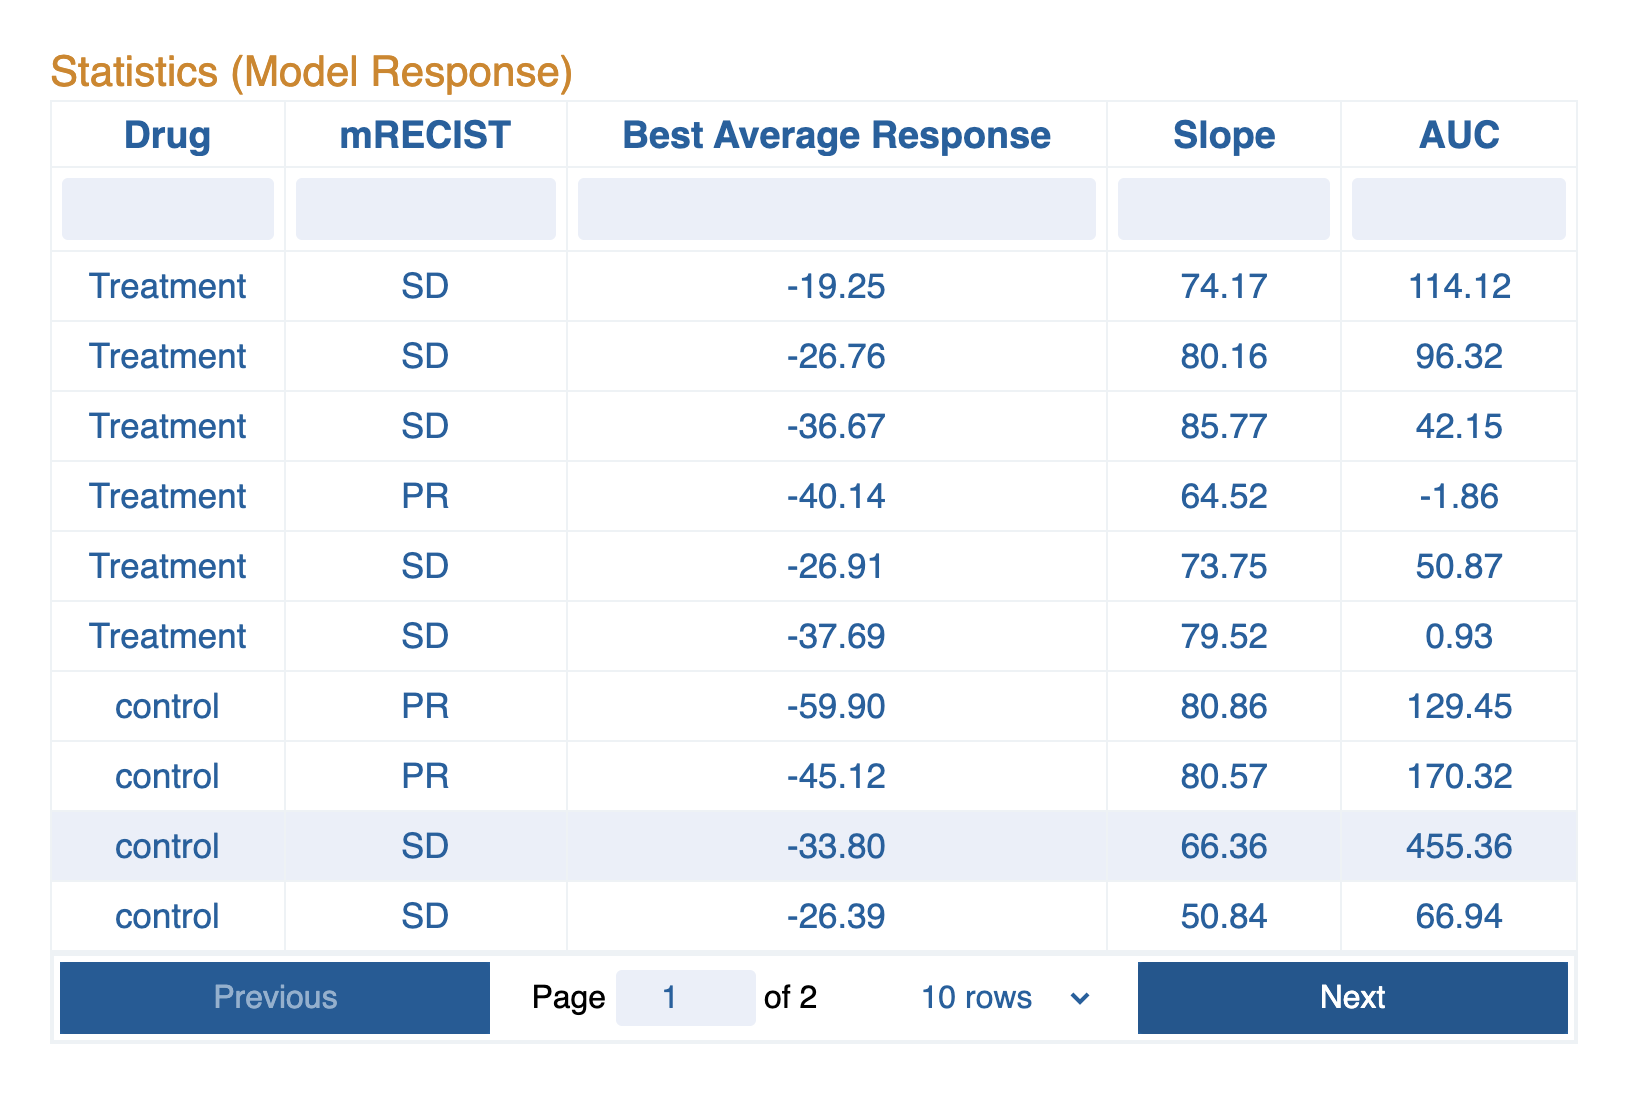 Statistics (Model Response)
Drug mRECIST Best Average Response Slope AUC
Treatment SD -19.25 74.17 114.12
Treatment SD -26.76 80.16 96.32
Treatment SD -36.67 85.77 42.15
Treatment PR -40.14 64.52 -1.86
Treatment SD -26.91 73.75 50.87
Treatment SD -37.69 79.52 0.93
control PR -59.90 80.86 129.45
control PR -45.12 80.57 170.32
control SD -33.80 66.36 455.36
control SD -26.39 50.84 66.94
Previous Page 1 of 2 10 rows Next